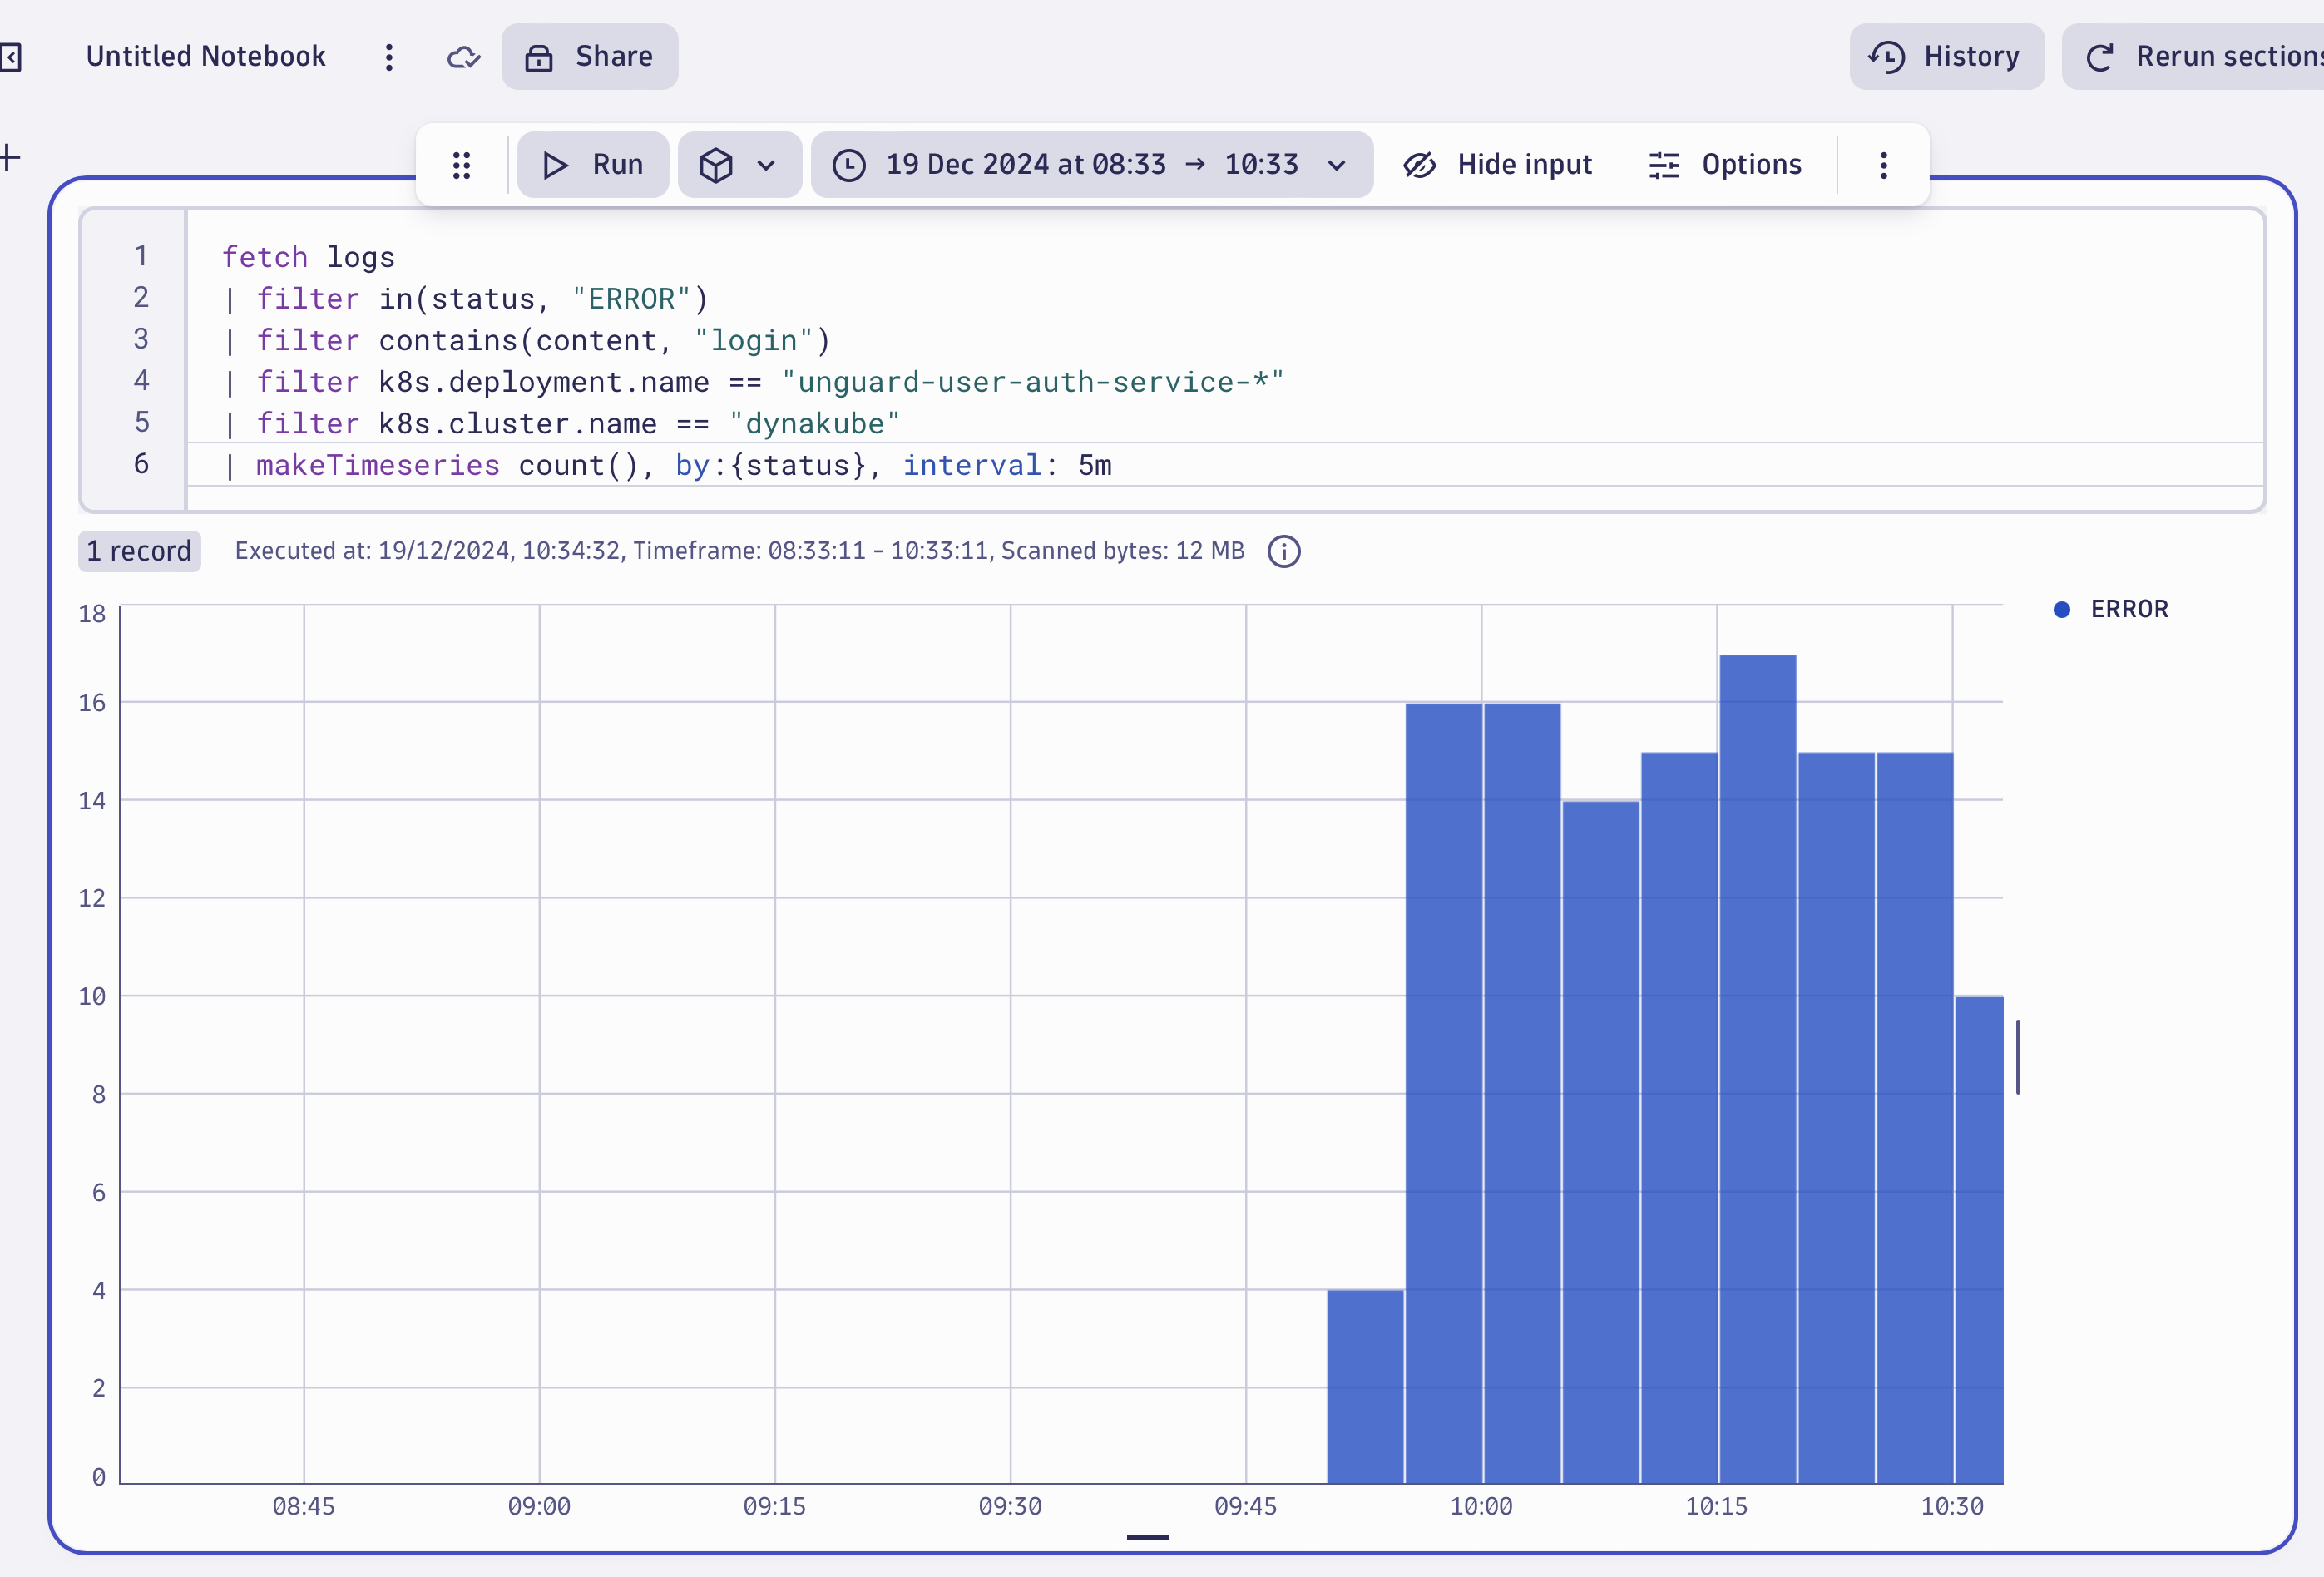 Untitled Notebook
Share
History
Rerun sections
Run
19 Dec 2024 at 08:33 → 10:33
Hide input
Options
1 fetch logs
2 | filter in(status, "ERROR")
3 | filter contains(content, "login")
4 | filter k8s.deployment.name == "unguard-user-auth-service-*"
5 | filter k8s.cluster.name == "dynakube"
6 | makeTimeseries count(), by:{status}, interval: 5m
1 record
Executed at: 19/12/2024, 10:34:32, Timeframe: 08:33:11 - 10:33:11, Scanned bytes: 12 MB
ERROR
18
16
14
12
10
8
6
4
2
0
08:45 09:00 09:15 09:30 09:45 10:00 10:15 10:30